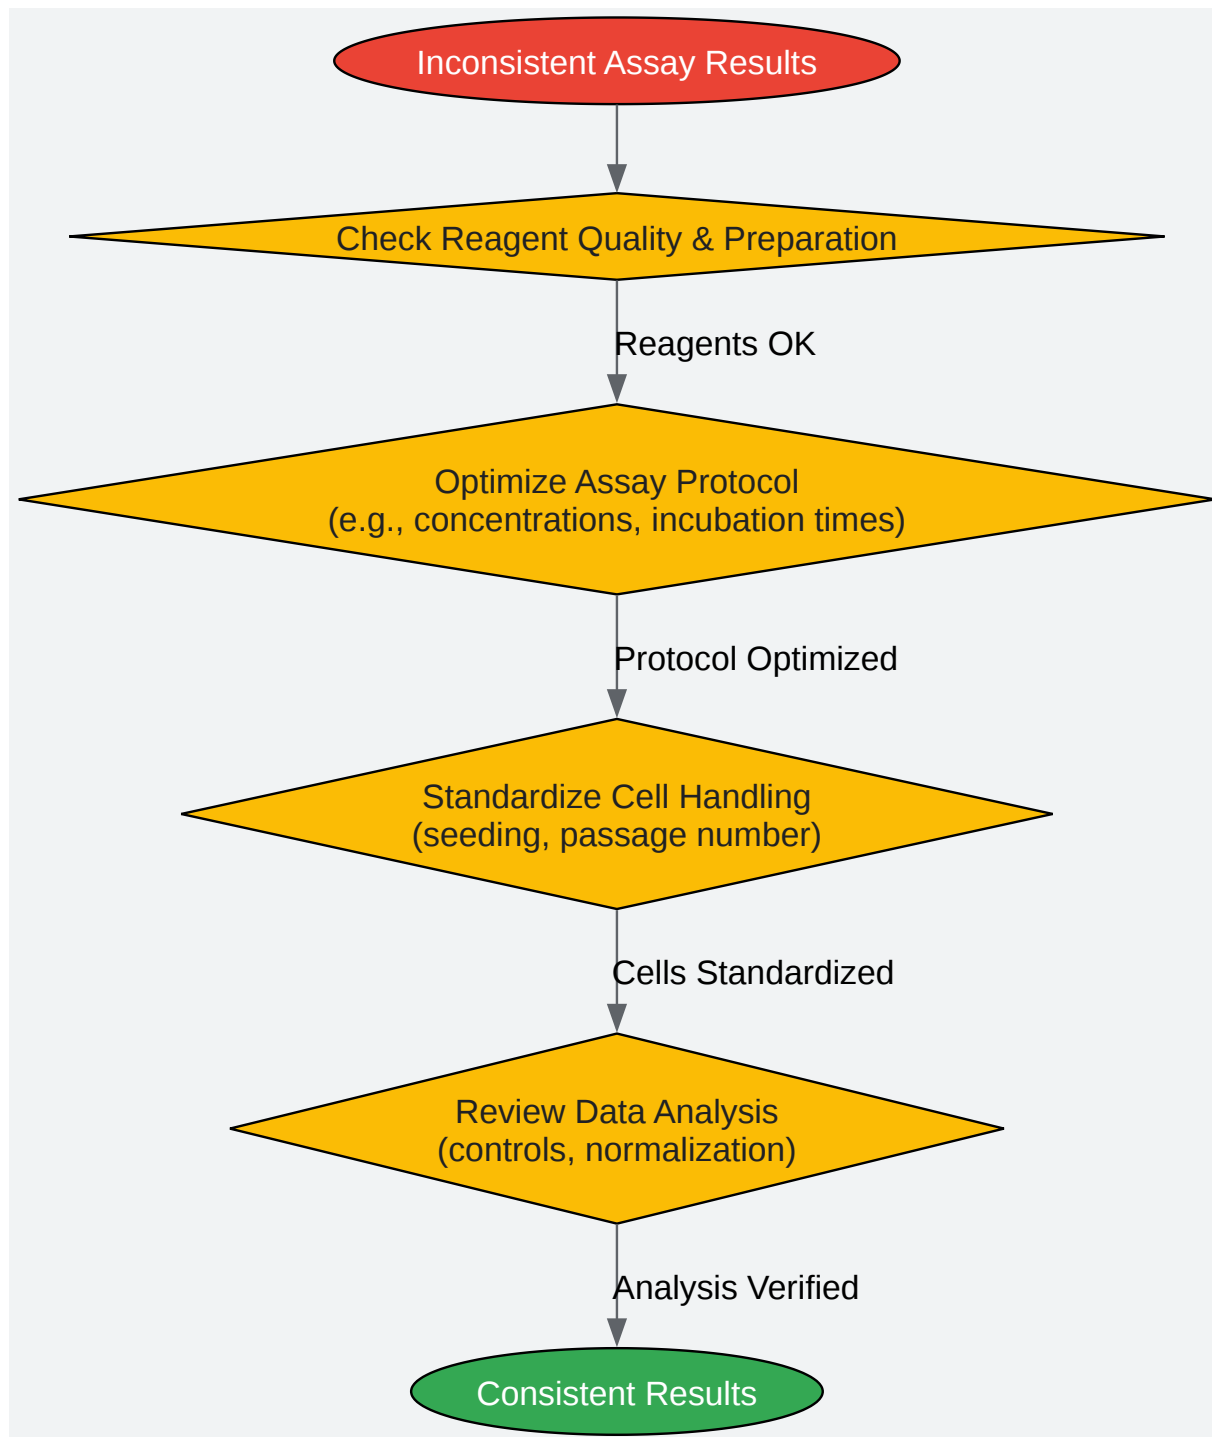 Inconsistent Assay Results
Check Reagent Quality & Preparation
Reagents OK
Optimize Assay Protocol
(e.g., concentrations, incubation times)
Protocol Optimized
Standardize Cell Handling
(seeding, passage number)
Cells Standardized
Review Data Analysis
(controls, normalization)
Analysis Verified
Consistent Results